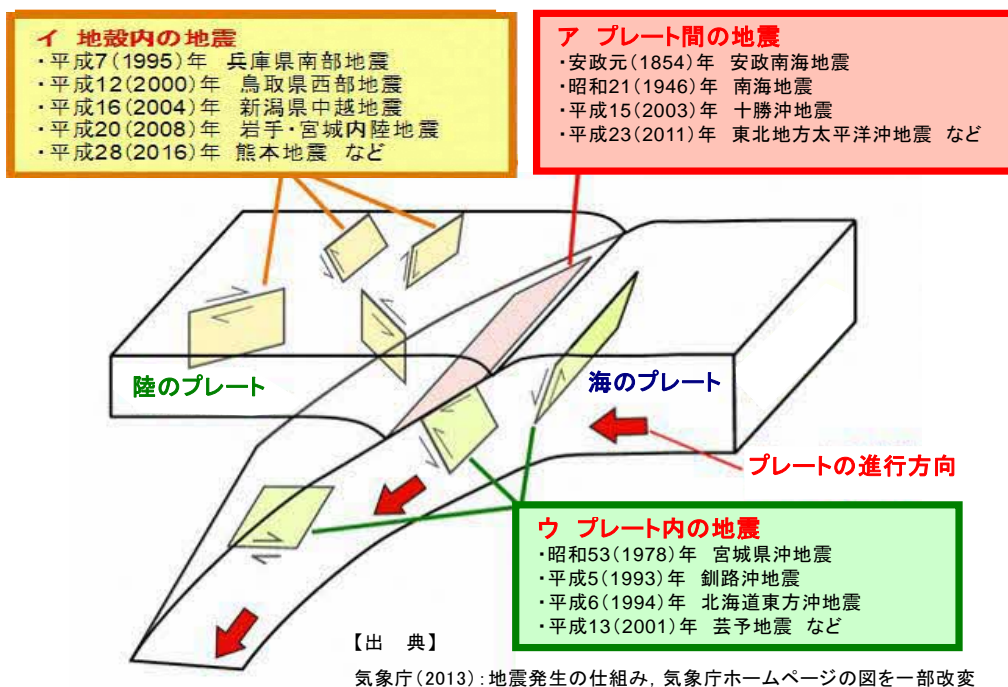 イ 地殻内の地震
・平成7(1995)年 兵庫県南部地震
・平成12(2000)年 鳥取県西部地震
・平成16(2004)年 新潟県中越地震
・平成20(2008)年 岩手・宮城内陸地震
・平成28(2016)年 熊本地震 など
ア プレート間の地震
・安政元(1854)年 安政南海地震
・昭和21(1946)年 南海地震
・平成15(2003)年 十勝沖地震
・平成23(2011)年 東北地方太平洋沖地震 など
陸のプレート
海のプレート
プレートの進行方向
ウ プレート内の地震
・昭和53(1978)年 宮城県沖地震
・平成5(1993)年 釧路沖地震
・平成6(1994)年 北海道東方沖地震
・平成13(2001)年 芸予地震 など
【出 典】
気象庁(2013):地震発生の仕組み, 気象庁ホームページの図を一部改変